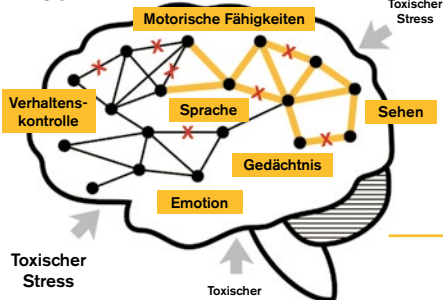 Toxischer
Stress
Motorische Fähigkeiten
Verhaltens-
kontrolle
Sprache
Sehen
Gedächtnis
Emotion
Toxischer
Stress
Toxischer